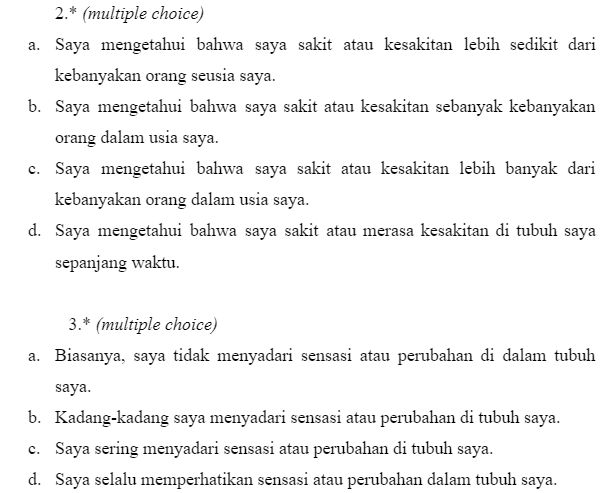 2.* (multiple choice)
a. Saya mengetahui bahwa saya sakit atau kesakitan lebih sedikit dari
kebanyakan orang seusia saya.
b. Saya mengetahui bahwa saya sakit atau kesakitan sebanyak kebanyakan
orang dalam usia saya.
c. Saya mengetahui bahwa saya sakit atau kesakitan lebih banyak dari
kebanyakan orang dalam usia saya.
d. Saya mengetahui bahwa saya sakit atau merasa kesakitan di tubuh saya
sepanjang waktu.
3.* (multiple choice)
a. Biasanya, saya tidak menyadari sensasi atau perubahan di dalam tubuh
saya.
b. Kadang-kadang saya menyadari sensasi atau perubahan di tubuh saya.
c. Saya sering menyadari sensasi atau perubahan di tubuh saya.
d. Saya selalu memperhatikan sensasi atau perubahan dalam tubuh saya.